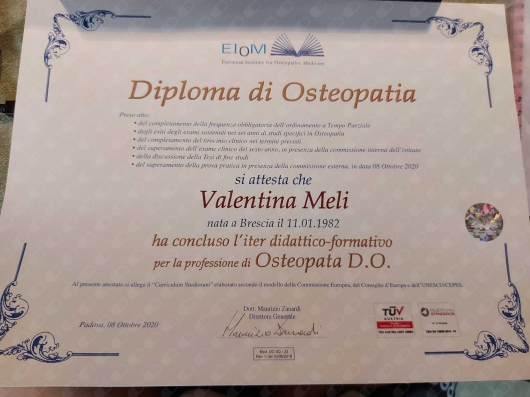 EIOM
European Institute for Osteopathic Medicine
Diploma di Osteopatia
Preso atto:
• del completamento della frequenza obbligatoria dell'ordinamento a Tempo Parziale
• degli esiti degli esami sostenuti nei sei anni di studi specifici in Osteopatia
• del completamento del tirocinio clinico nei termini previsti
• del superamento dell'esame clinico del sesto anno, in presenza della commissione interna dell'istituto
• della discussione della Tesi di fine studi
• del superamento della prova pratica in presenza della commissione esterna, in data 08 Ottobre 2020
si attesta che
Valentina Meli
nata a Brescia il 11.01.1982
ha concluso l'iter didattico-formativo
per la professione di Osteopata D.O.
Al presente attestato si allega il "Curriculum Studiorum" elaborato secondo il modello della Commissione Europea, del Consiglio d'Europa e dell'UNESCO/CEPES.
Padova, 08 Ottobre 2020
Dott. Maurizio Zanardi
Direttore Generale
Maurizio Zanardi
TÜV
AUSTRIA